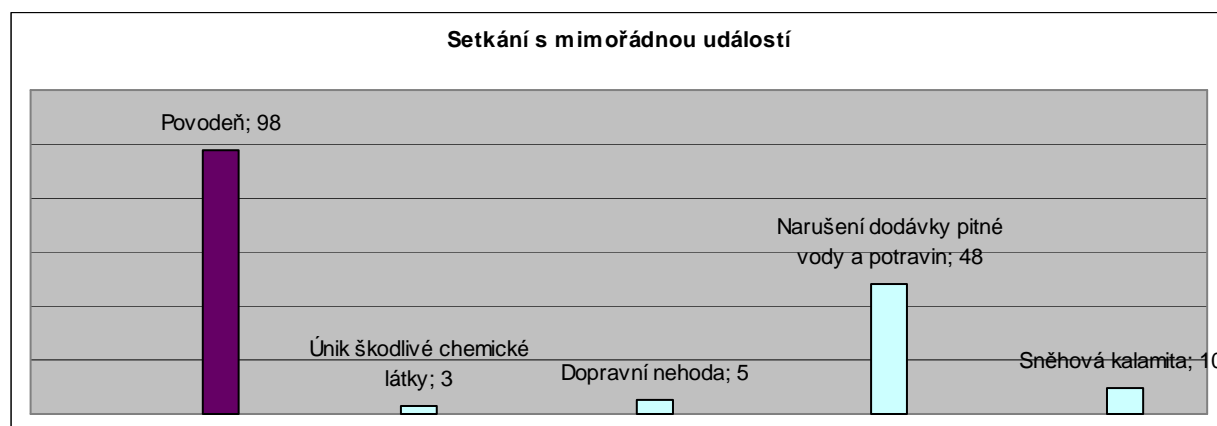 Setkání s mimořádnou událostí
Povodeň; 98
Únik škodlivé chemické
látky; 3
Dopravní nehoda; 5
Narušení dodávky pitné
vody a potravin; 48
Sněhová kalamita; 10